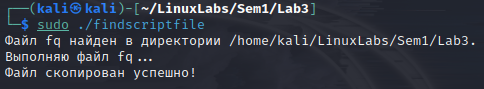 ┌──(kali㉿kali)-[~/LinuxLabs/Sem1/Lab3]
└─$ sudo ./findscriptfile
Файл fq найден в директории /home/kali/LinuxLabs/Sem1/Lab3.
Выполняю файл fq...
Файл скопирован успешно!